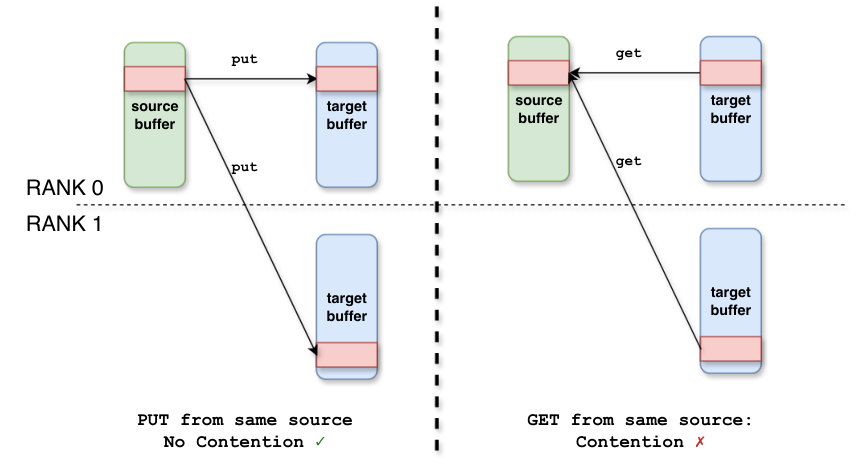 put
source
buffer
target
buffer
put
RANK 0
RANK 1
target
buffer
PUT from same source
No Contention ✓
get
source
buffer
target
buffer
get
target
buffer
GET from same source:
Contention ✗